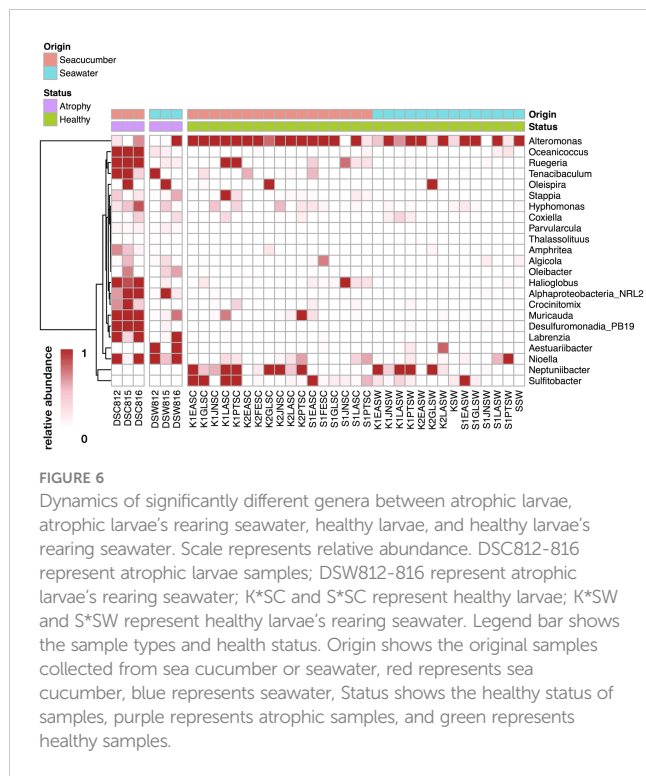 Origin
Seacucumber
Seawater
Status
Atrophy
Healthy
Origin
Status
Alteromonas
Oceanicoccus
Ruegeria
Tenacibaculum
Oleispira
Stappia
Hyphomonas
Coxiella
Parvularcula
Thalassolituus
Amphritea
Algicola
Oleibacter
Halioglobus
Alphaproteobacteria_NRL2
Crocinitomix
Muricauda
Desulfuromonadia_PB19
Labrenzia
Aestuariibacter
Nioella
Neptuniibacter
Sulfitobacter
relative abundance
1
0
DSC812
DSC815
DSC816
DSW812
DSW815
DSW816
K1EASC
K1GLSC
K1JNSC
K1LASC
K1PTSC
K2EASC
K2FESC
K2GLSC
K2JNSC
K2LASC
K2PTSC
S1EASC
S1FESC
S1GLSC
S1JNSC
S1LASC
S1PTSC
K1EASW
K1JNSW
K1LASW
K1PTSW
K2EASW
K2GLSW
K2LASW
KSW
S1EASW
S1GLSW
S1JNSW
S1LASW
S1PTSW
SSW
FIGURE 6
Dynamics of significantly different genera between atrophic larvae,
atrophic larvae's rearing seawater, healthy larvae, and healthy larvae's
rearing seawater. Scale represents relative abundance. DSC812-816
represent atrophic larvae samples; DSW812-816 represent atrophic
larvae's rearing seawater; K*SC and S*SC represent healthy larvae; K*SW
and S*SW represent healthy larvae's rearing seawater. Legend bar shows
the sample types and health status. Origin shows the original samples
collected from sea cucumber or seawater, red represents sea
cucumber, blue represents seawater, Status shows the healthy status of
samples, purple represents atrophic samples, and green represents
healthy samples.